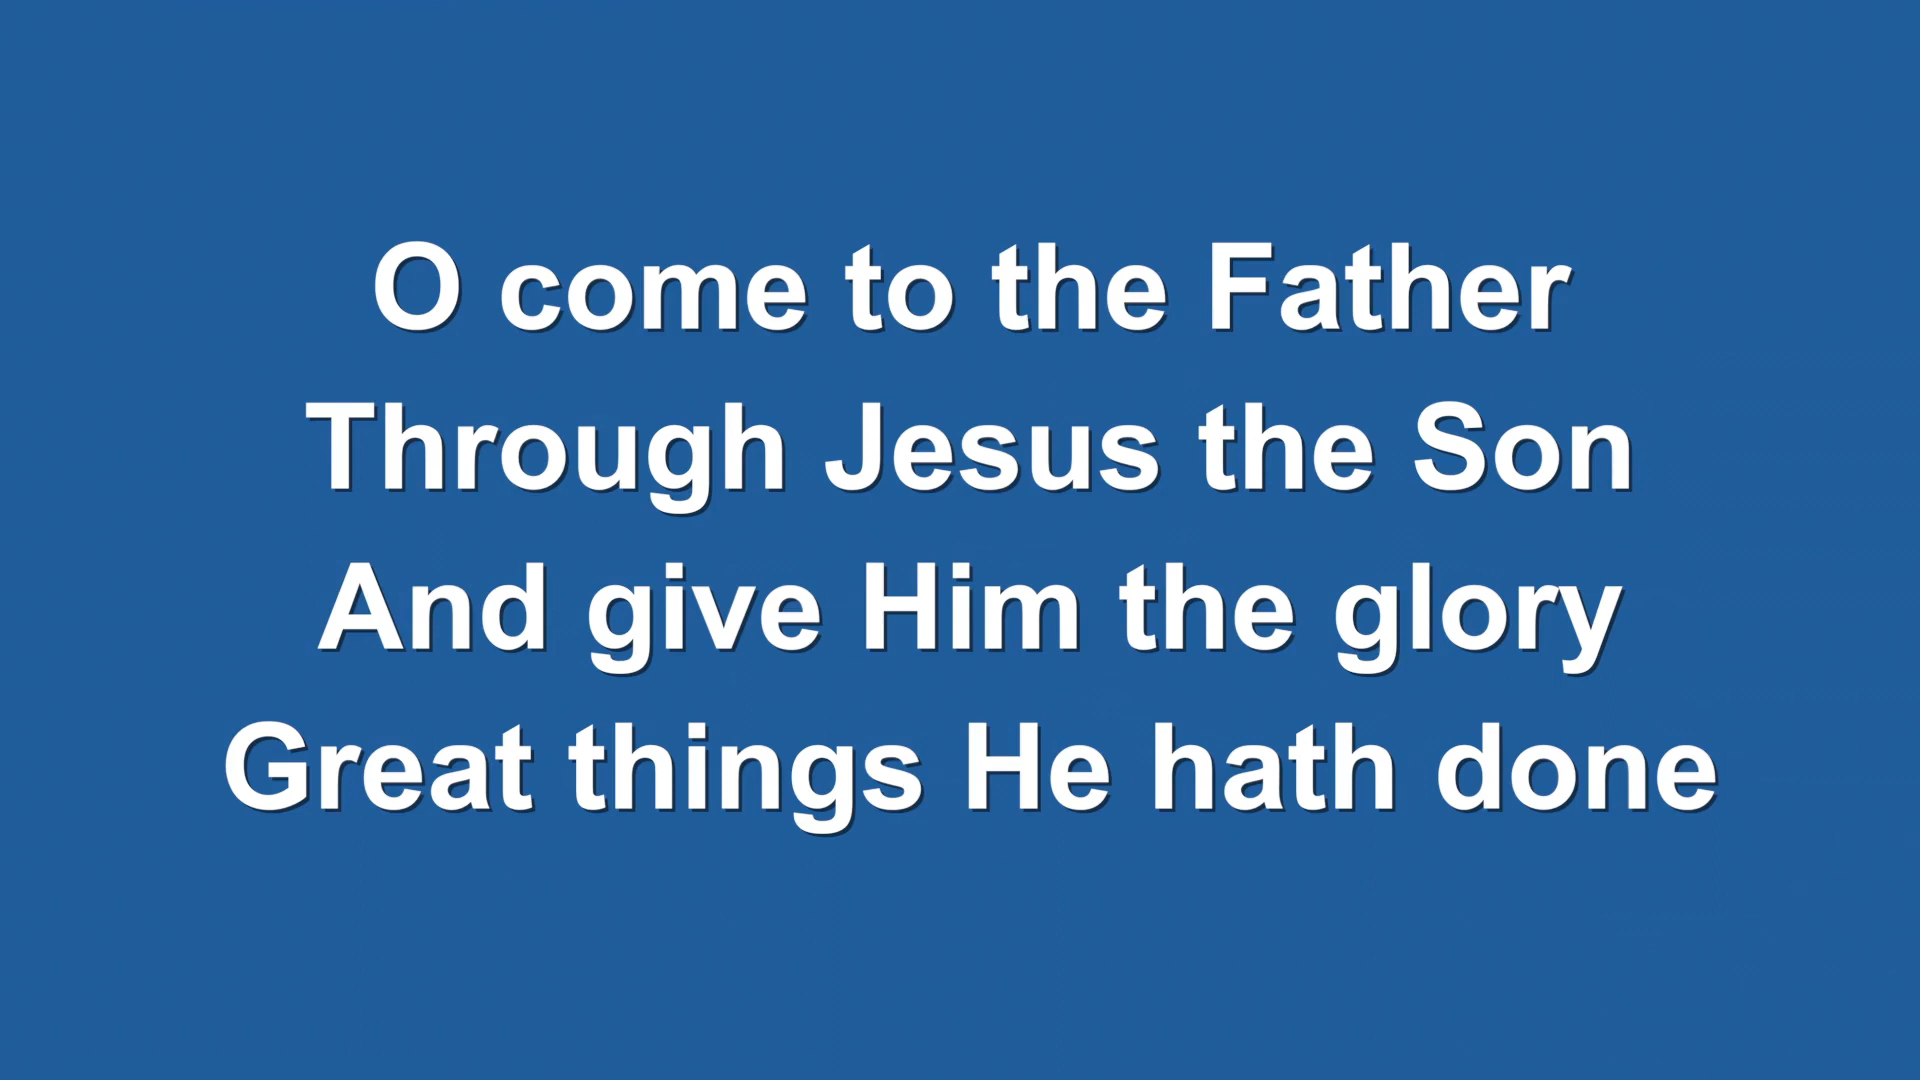 O come to the Father
Through Jesus the Son
And give Him the glory
Great things He hath done